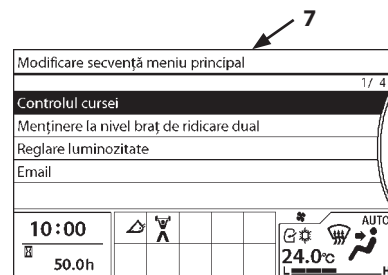 7
Modificare secvență meniu principal
1/ 4
Controlul cursei
Menținere la nivel braț de ridicare dual
Reglare luminozitate
Email
10:00
50.0h
AUTO
24.0℃
L